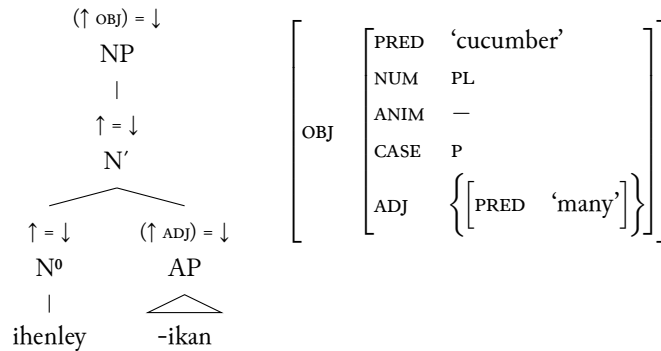 (↑ OBJ) = ↓
NP
↑ = ↓
N′
↑ = ↓ (↑ ADJ) = ↓
N⁰ AP
ihenley -ikan
OBJ
PRED ‘cucumber’
NUM PL
ANIM —
CASE P
ADJ {[PRED ‘many’]}